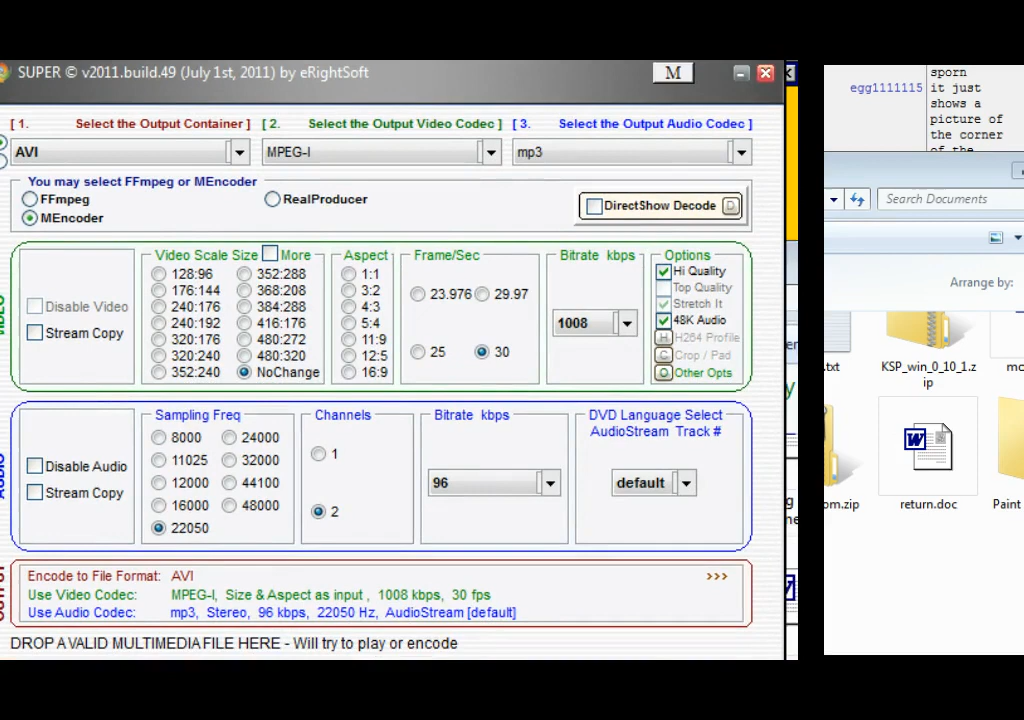 SUPER © v2011.build.49 (July 1st, 2011) by eRightSoft
M
[ 1. Select the Output Container ] [ 2. Select the Output Video Codec ] [ 3. Select the Output Audio Codec ]
AVI MPEG-I mp3
You may select FFmpeg or MEncoder
FFmpeg RealProducer
MEncoder
DirectShow Decode D
VIDEO
Disable Video
Stream Copy
Video Scale Size More
128:96 352:288
176:144 368:208
240:176 384:288
240:192 416:176
320:176 480:272
320:240 480:320
352:240 NoChange
Aspect
1:1
3:2
4:3
5:4
11:9
12:5
16:9
Frame/Sec
23.976 29.97
25 30
Bitrate kbps
1008
Options
Hi Quality
Top Quality
Stretch It
48K Audio
H H264 Profile
C Crop / Pad
O Other Opts
AUDIO
Disable Audio
Stream Copy
Sampling Freq
8000 24000
11025 32000
12000 44100
16000 48000
22050
Channels
1
2
Bitrate kbps
96
DVD Language Select
AudioStream Track #
default
OUTPUT
Encode to File Format: AVI >>>
Use Video Codec: MPEG-I, Size & Aspect as input , 1008 kbps, 30 fps
Use Audio Codec: mp3, Stereo, 96 kbps, 22050 Hz, AudioStream [default]
DROP A VALID MULTIMEDIA FILE HERE - Will try to play or encode
sporn
egg1111115 it just
shows a
picture of
the corner
of the
Search Documents
Arrange by:
.txt
KSP_win_0_10_1.z
ip
mc
om.zip
return.doc
Paint